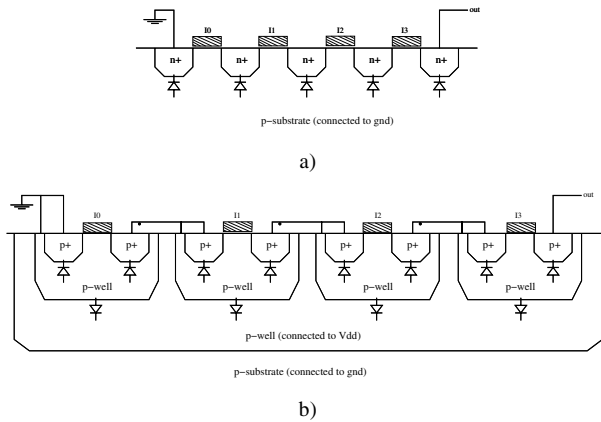 out
I0 I1 I2 I3
n+ n+ n+ n+ n+
p−substrate (connected to gnd)
a)
out
I0 I1 I2 I3
p+ p+ p+ p+ p+ p+ p+ p+
p−well p−well p−well p−well
p−well (connected to Vdd)
p−substrate (connected to gnd)
b)